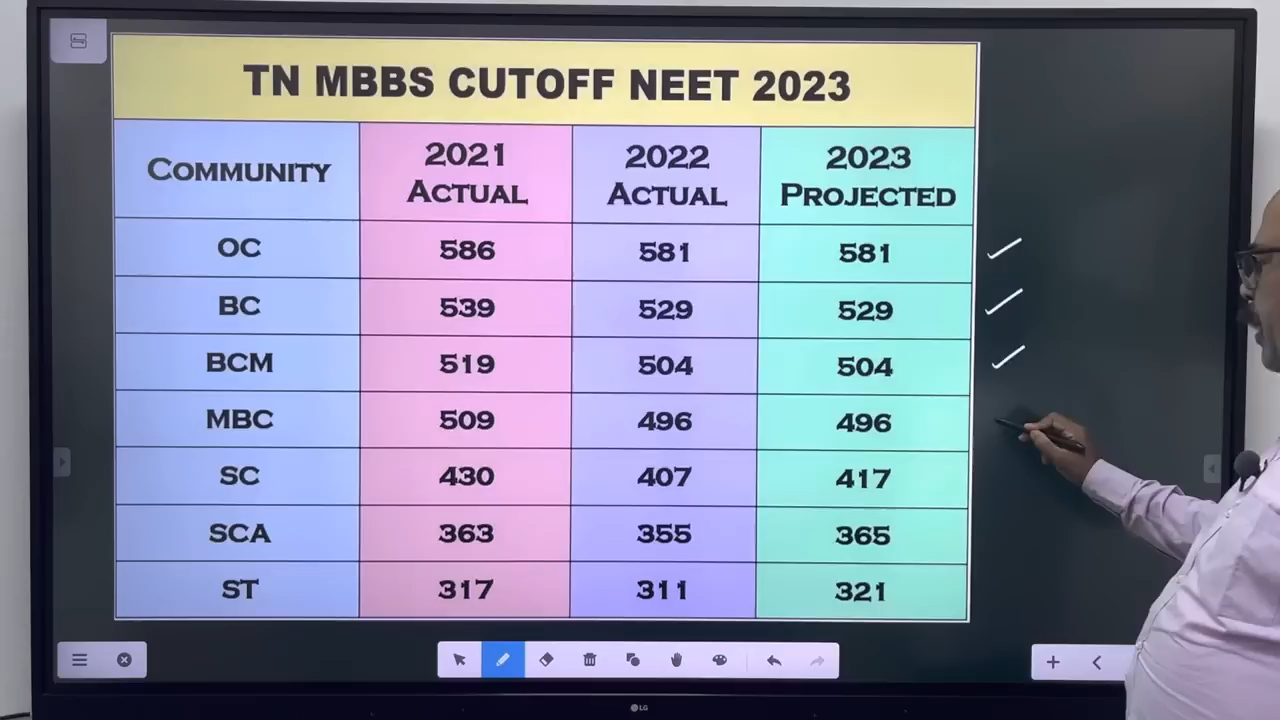 TN MBBS CUTOFF NEET 2023
COMMUNITY 2021 ACTUAL 2022 ACTUAL 2023 PROJECTED
OC 586 581 581
BC 539 529 529
BCM 519 504 504
MBC 509 496 496
SC 430 407 417
SCA 363 355 365
ST 317 311 321
LG